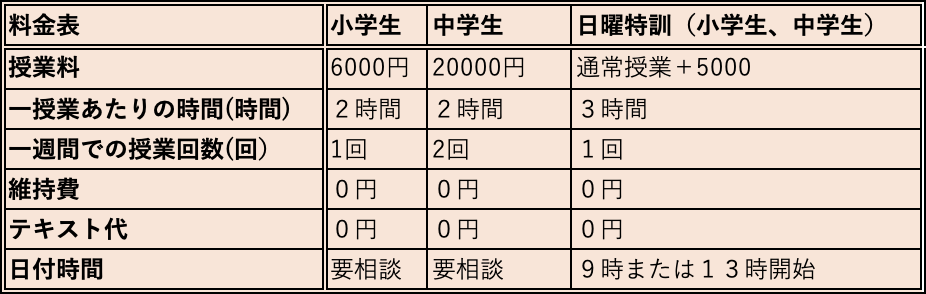 料金表 小学生 中学生 日曜特訓（小学生、中学生）
授業料 6000円 20000円 通常授業＋5000
一授業あたりの時間(時間) ２時間 ２時間 ３時間
一週間での授業回数(回) 1回 2回 １回
維持費 ０円 ０円 ０円
テキスト代 ０円 ０円 ０円
日付時間 要相談 要相談 ９時または１３時開始